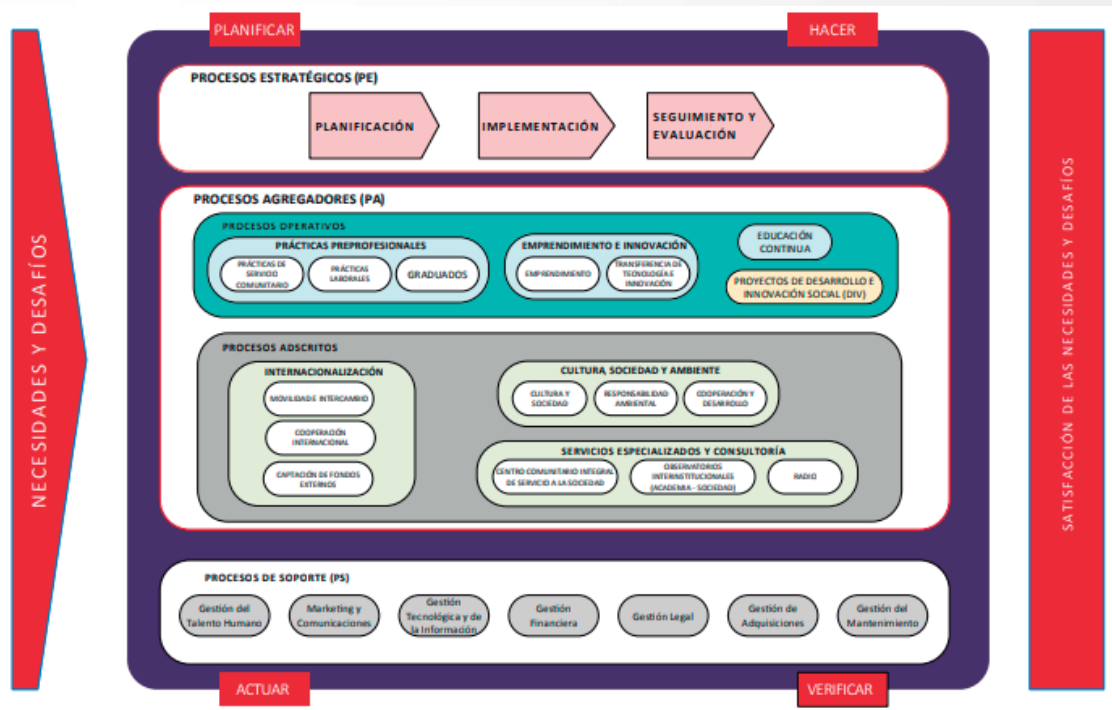 PLANIFICAR
HACER
NECESIDADES Y DESAFÍOS
PROCESOS ESTRATÉGICOS (PE)
PLANIFICACIÓN
IMPLEMENTACIÓN
SEGUIMIENTO Y
EVALUACIÓN
PROCESOS AGREGADORES (PA)
PROCESOS OPERATIVOS
PRÁCTICAS PREPROFESIONALES
PRÁCTICAS DE
SERVICIO
COMUNITARIO
PRÁCTICAS
LABORALES
GRADUADOS
EMPRENDIMIENTO E INNOVACIÓN
EMPRENDIMIENTO
TRANSFERENCIA DE
TECNOLOGÍA E
INNOVACIÓN
EDUCACIÓN
CONTINUA
PROYECTOS DE DESARROLLO E
INNOVACIÓN SOCIAL (DIV)
PROCESOS ADSCRITOS
INTERNACIONALIZACIÓN
MOVILIDAD E INTERCAMBIO
COOPERACIÓN
INTERNACIONAL
CAPTACIÓN DE FONDOS
EXTERNOS
CULTURA, SOCIEDAD Y AMBIENTE
CULTURA Y
SOCIEDAD
RESPONSABILIDAD
AMBIENTAL
COOPERACIÓN Y
DESARROLLO
SERVICIOS ESPECIALIZADOS Y CONSULTORÍA
CENTRO COMUNITARIO INTEGRAL
DE SERVICIO A LA SOCIEDAD
OBSERVATORIOS
INTERINSTITUCIONALES
(ACADEMIA - SOCIEDAD)
RADIO
PROCESOS DE SOPORTE (PS)
Gestión del
Talento Humano
Marketing y
Comunicaciones
Gestión
Tecnológica y de
la Información
Gestión
Financiera
Gestión Legal
Gestión de
Adquisiciones
Gestión del
Mantenimiento
SATISFACCIÓN DE LAS NECESIDADES Y DESAFÍOS
ACTUAR
VERIFICAR